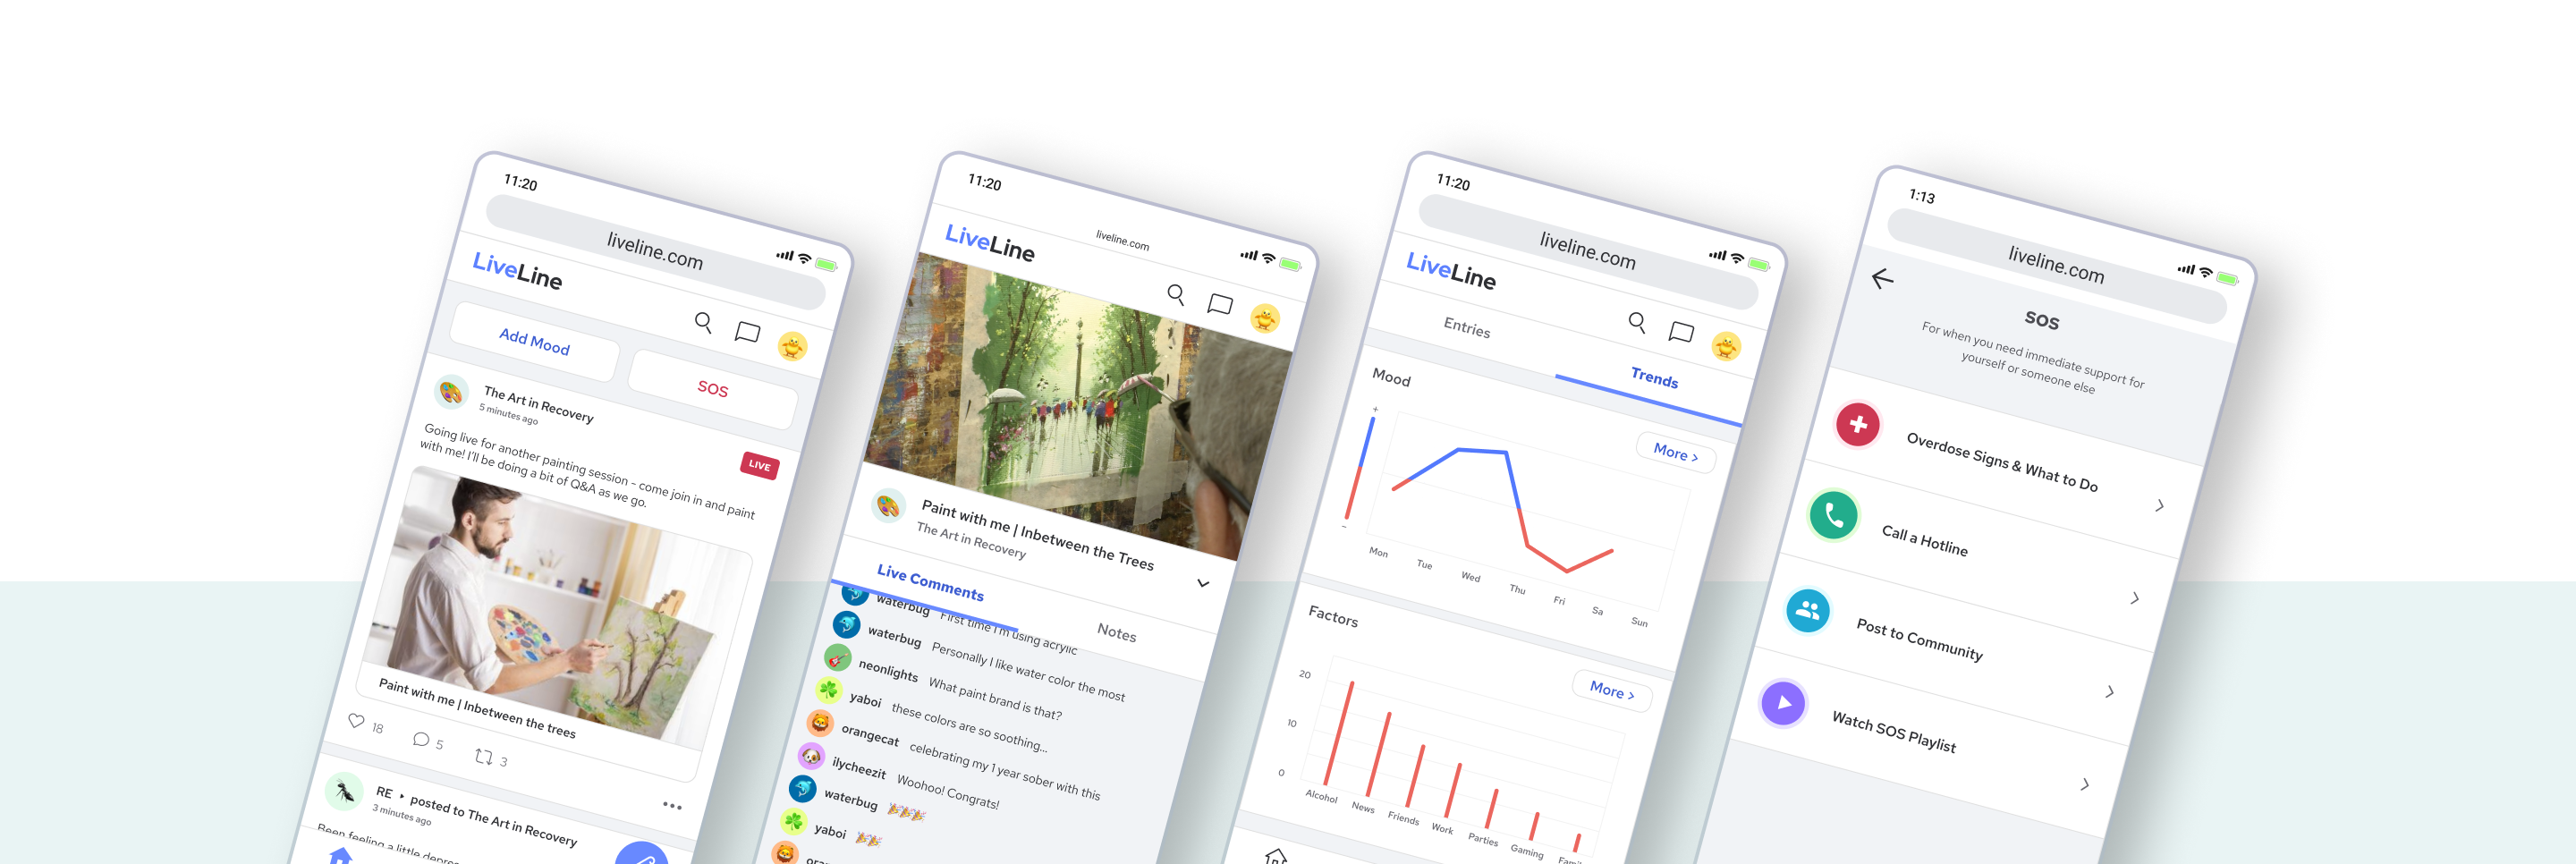 11:20
liveline.com
LiveLine
Add Mood
SOS
The Art in Recovery
5 minutes ago
LIVE
Going live for another painting session - come join in and paint
with me! I'll be doing a bit of Q&A as we go.
Paint with me | Inbetween the trees
18
5
3
RE ‣ posted to The Art in Recovery
3 minutes ago
Been feeling a little
11:20
liveline.com
LiveLine
Paint with me | Inbetween the Trees
The Art in Recovery
Live Comments
Notes
waterbug First time I'm using acrylic
waterbug Personally I like water color the most
neonlights What paint brand is that?
yaboi these colors are so soothing...
orangecat celebrating my 1 year sober with this
ilycheezit Woohoo! Congrats!
waterbug 🎉🎉🎉
yaboi 🎉🎉
11:20
liveline.com
LiveLine
Entries
Trends
Mood
More >
+
-
Mon
Tue
Wed
Thu
Fri
Sa
Sun
Factors
More >
20
10
0
Alcohol
News
Friends
Work
Parties
Gaming
1:13
liveline.com
SOS
For when you need immediate support for
yourself or someone else
Overdose Signs & What to Do
Call a Hotline
Post to Community
Watch SOS Playlist